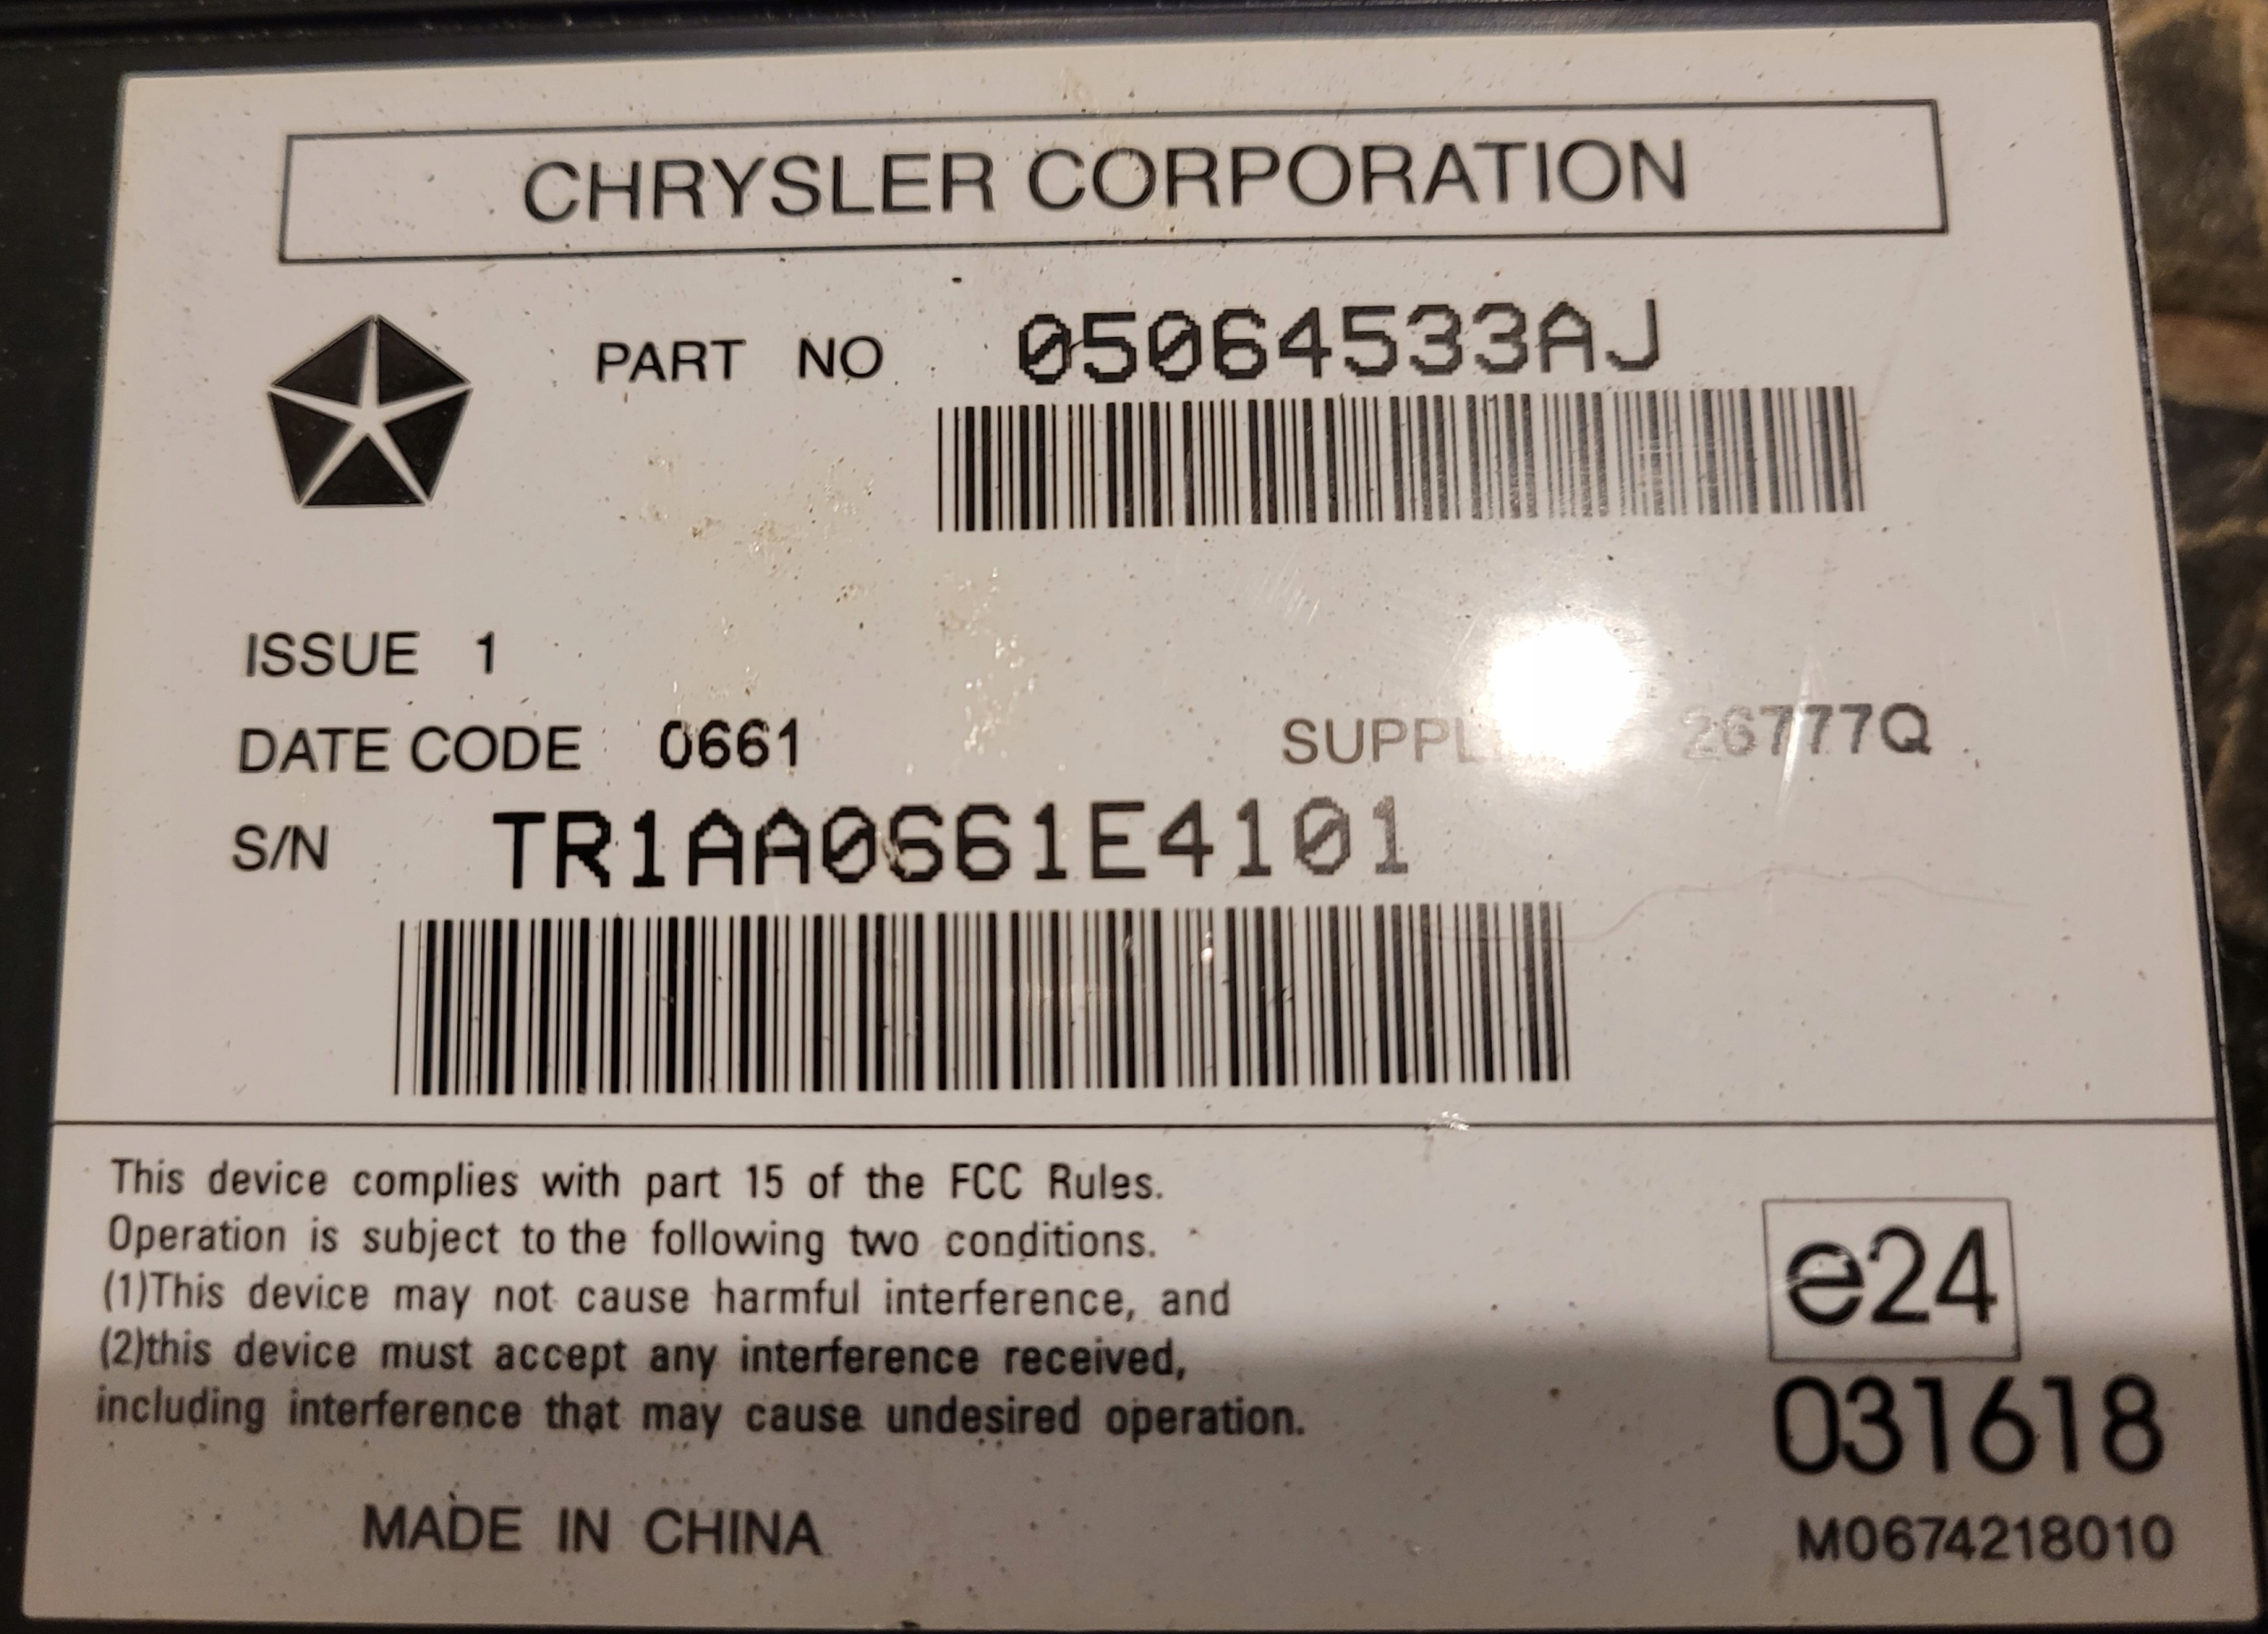 CHRYSLER CORPORATION
PART NO 05064533AJ
ISSUE 1
DATE CODE 0661
26777Q
S/N TR1AA0661E4101
This device complies with part 15 of the FCC Rules.
Operation is subject to the following two conditions.
(1)This device may not cause harmful interference, and
(2)this device must accept any interference received,
including interference that may cause undesired operation.
e24
031618
MADE IN CHINA
M0674218010